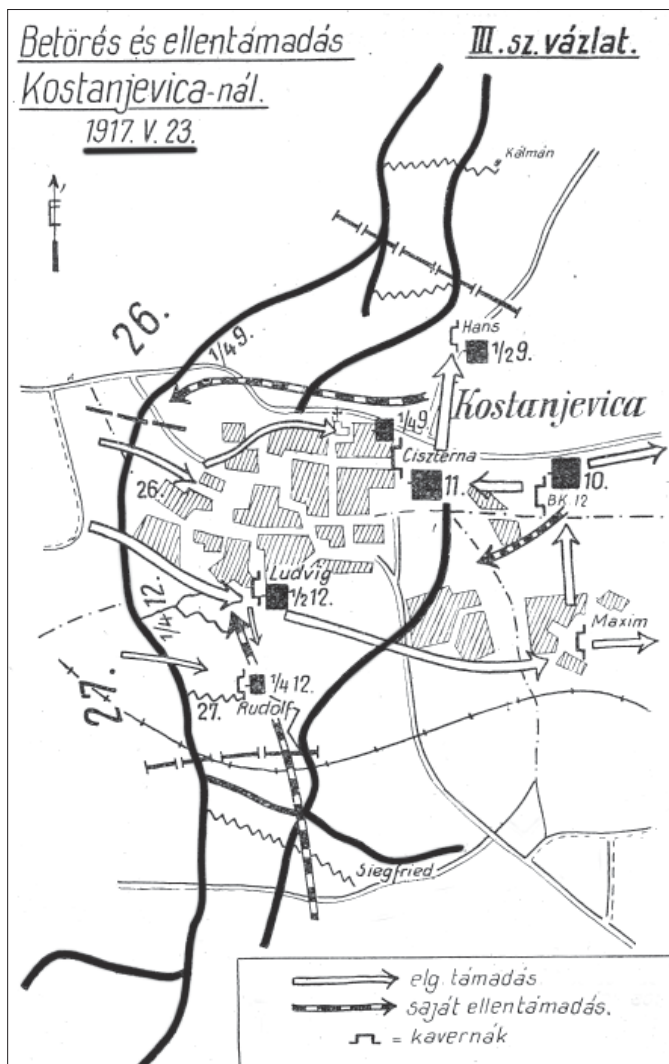 Betörés és ellentámadás
Kostanjevica-nál.
1917. V. 23.
III. sz. vázlat.
É
Kálmán
26.
1/49.
Hans
1/29.
Kostanjevica
1/49.
Ciszterna
11.
10.
BK. 12
26.
Ludvig
1/212.
1/4 12.
Maxim
27.
1/4 12.
27.
Rudolf
Siegfried
elg. támadás
saját ellentámadás.
= kavernák